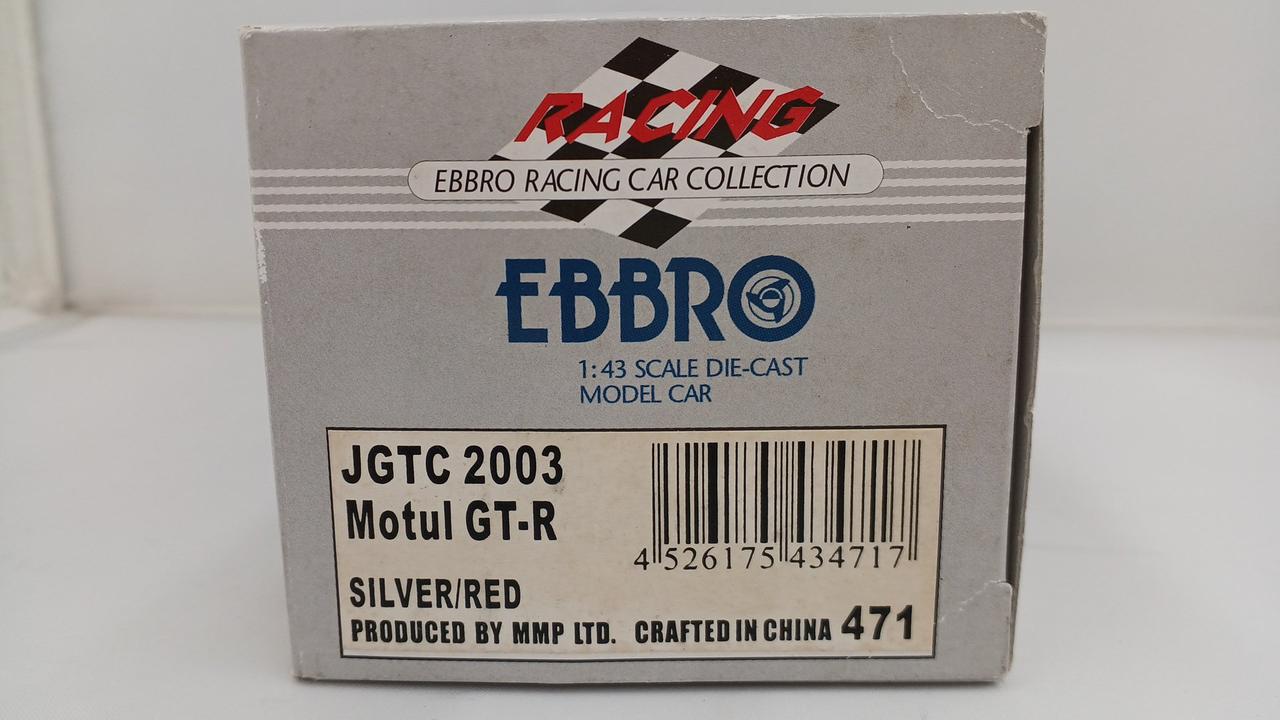 RACING
EBBRO RACING CAR COLLECTION
EBBRO
1:43 SCALE DIE-CAST
MODEL CAR
JGTC 2003
Motul GT-R
4 526175 434717
SILVER/RED
PRODUCED BY MMP LTD. CRAFTED IN CHINA 471